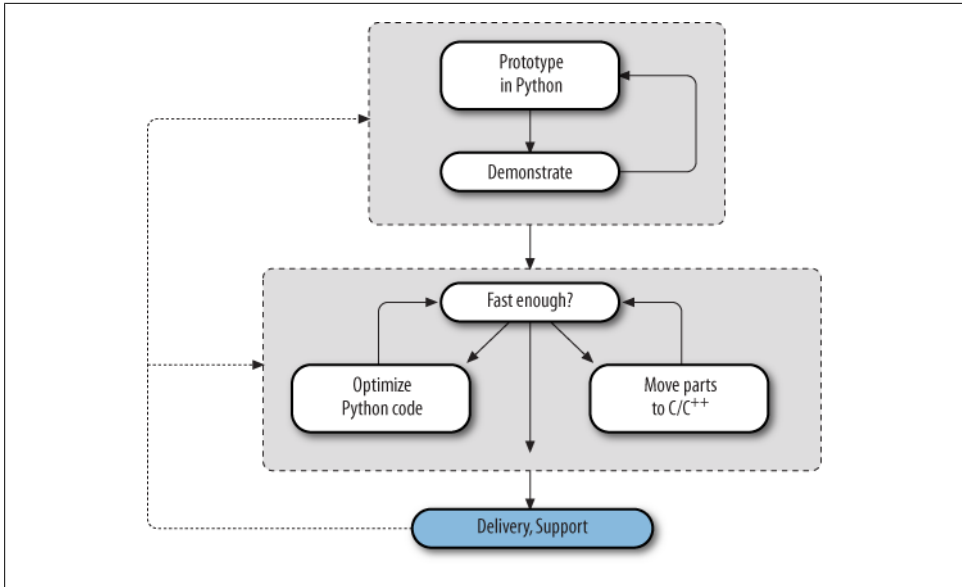 Prototype
in Python
Demonstrate
Fast enough?
Optimize
Python code
Move parts
to C/C++
Delivery, Support